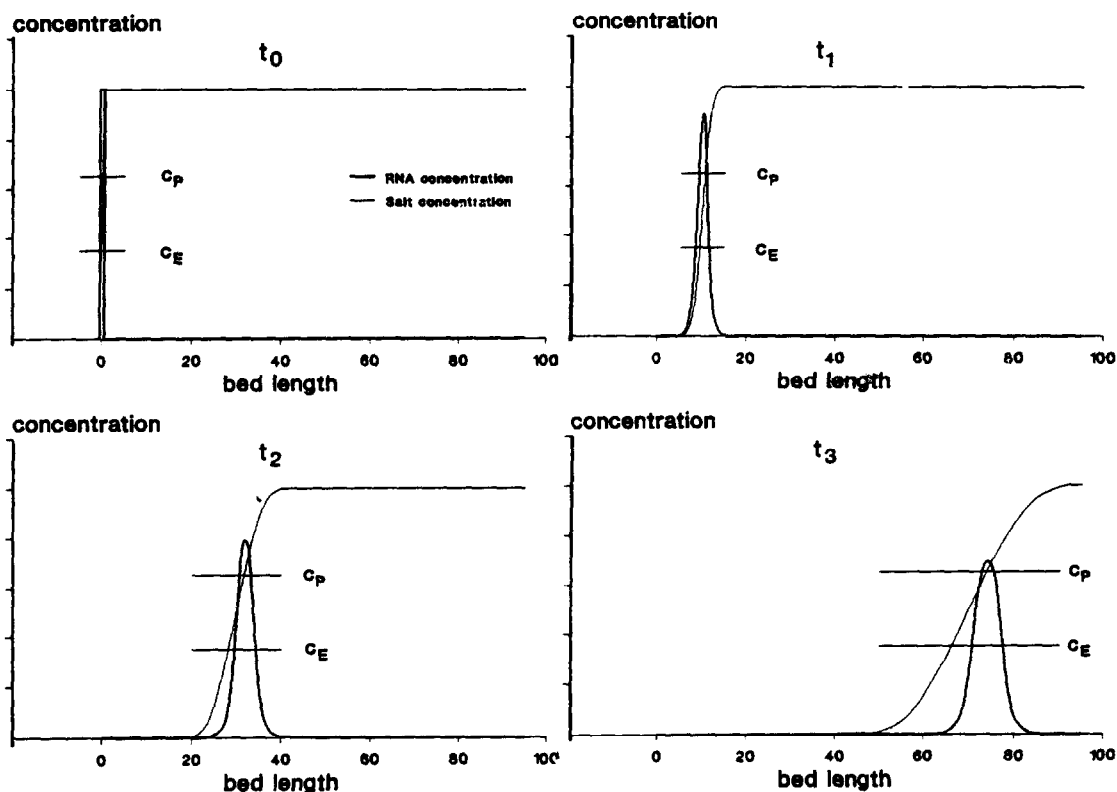 concentration
t0
CP
RNA concentration
Salt concentration
CE
0 20 40 60 80 100
bed length
concentration
t1
CP
CE
0 20 40 60 80 100
bed length
concentration
t2
CP
CE
0 20 40 60 80 100
bed length
concentration
t3
CP
CE
0 20 40 60 80 100
bed length